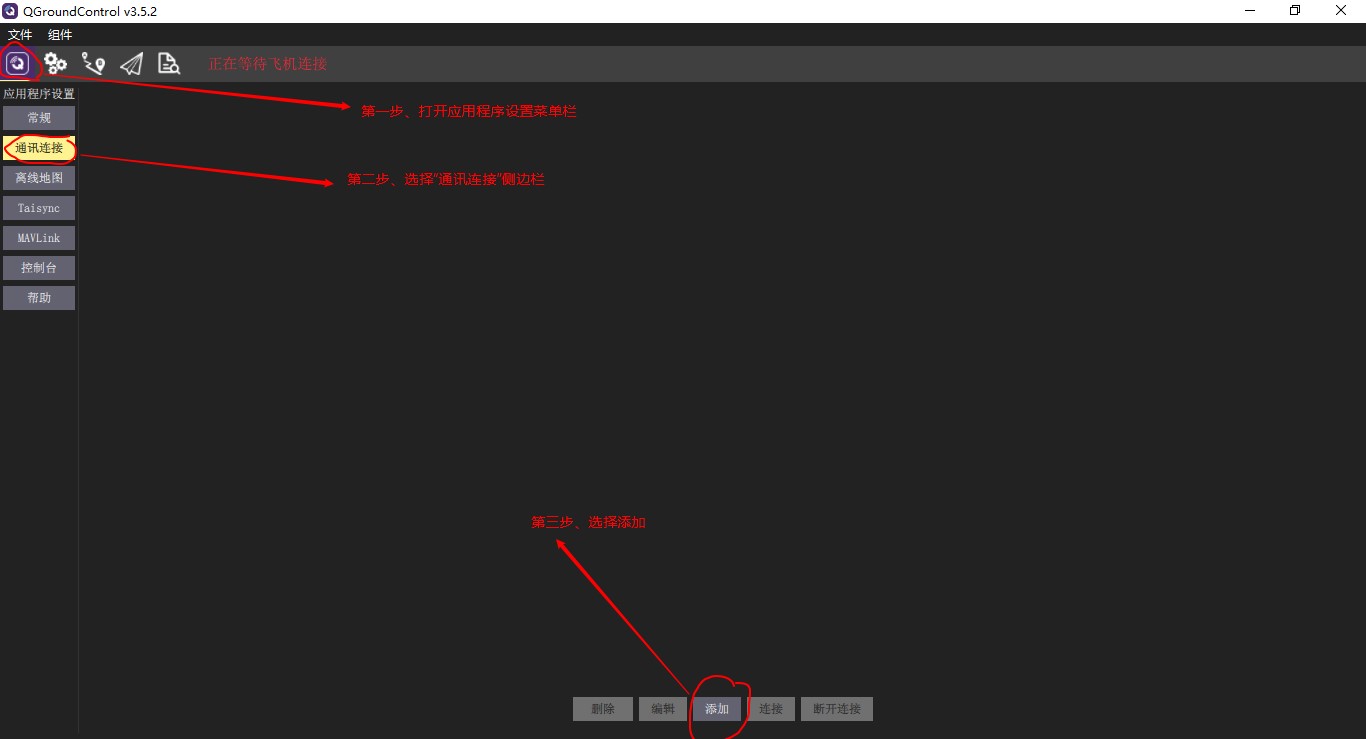 QGroundControl v3.5.2
文件 组件
正在等待飞机连接
应用程序设置
第一步、打开应用程序设置菜单栏
常规
通讯连接
第二步、选择“通讯连接”侧边栏
离线地图
Taisync
MAVLink
控制台
帮助
第三步、选择添加
删除 编辑 添加 连接 断开连接